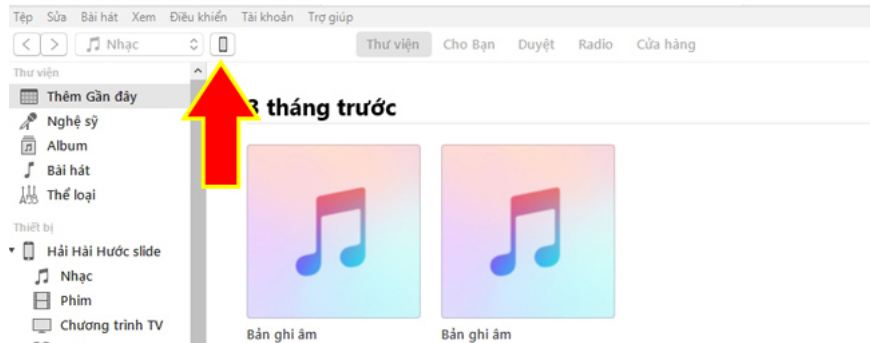 Tệp Sửa Bài hát Xem Điều khiển Tài khoản Trợ giúp
Nhạc Thư viện Cho Bạn Duyệt Radio Cửa hàng
Thư viện
Thêm Gần đây
Nghệ sỹ
Album
Bài hát
Thể loại
Thiết bị
Hải Hài Hước slide
Nhạc
Phim
Chương trình TV
3 tháng trước
Bản ghi âm Bản ghi âm